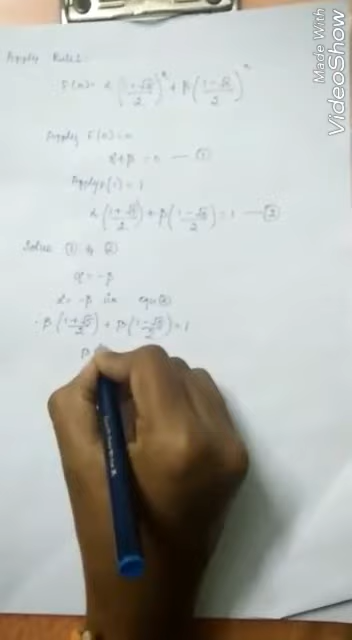 Apply Rule 1:
F(n) = α (1+√5/2)^n + β (1-√5/2)^n
Apply F(0)=0
α+β = 0 — ①
Apply F(1) = 1
α (1+√5/2) + β (1-√5/2) = 1 — ②
Solve ① & ②
α = -β
α = -β in equ ②
-β (1+√5/2) + β (1-√5/2) = 1
β
Made With
VideoShow